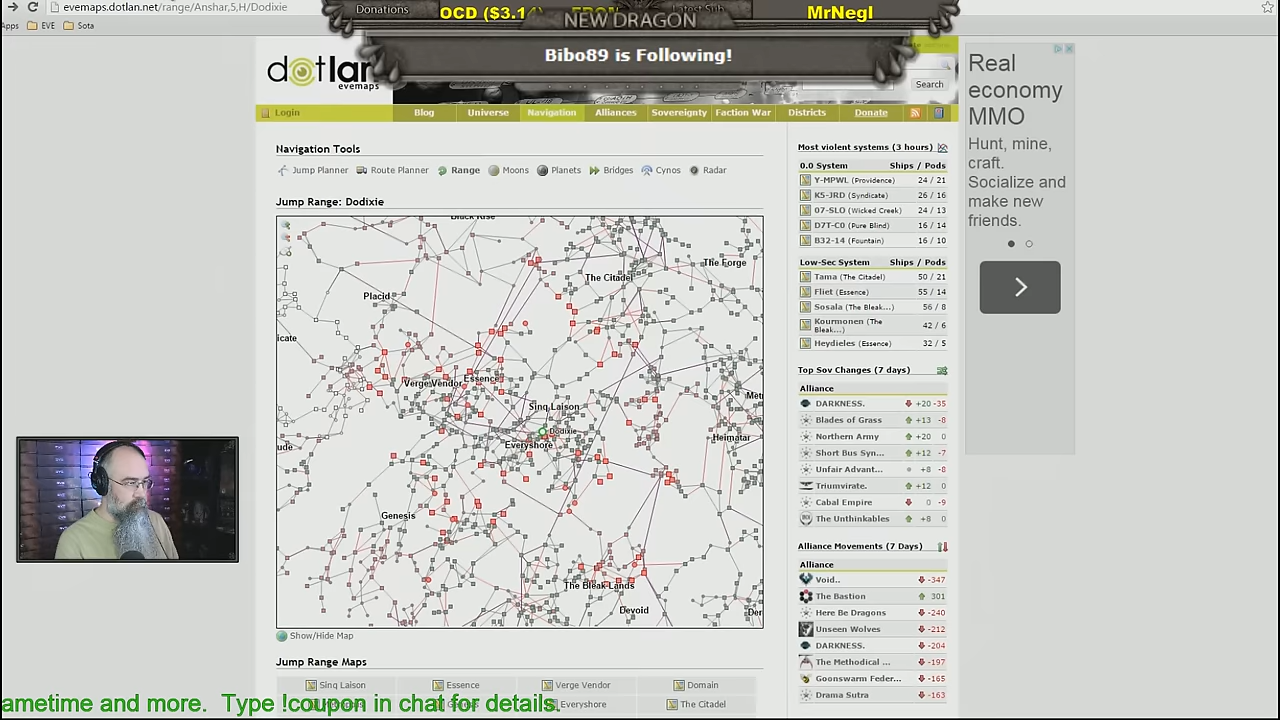 evemaps.dotlan.net/range/Anshar,5,H/Dodixie
Apps EVE Sota
Donations
OCD ($3.14
NEW DRAGON
Latest Sub
MrNegl
Bibo89 is Following!
dotlan
evemaps
Search
Login Blog Universe Navigation Alliances Sovereignty Faction War Districts Donate
Navigation Tools
Jump Planner Route Planner Range Moons Planets Bridges Cynos Radar
Jump Range: Dodixie
Black Rise
The Forge
The Citadel
Placid
icate
Verge Vendor
Essence
Sinq Laison
Metr
Dodixie
Everyshore
Heimatar
ude
Genesis
The Bleak Lands
Devoid
Der
Show/Hide Map
Jump Range Maps
Sinq Laison Essence Verge Vendor Domain
Everyshore The Citadel
Most violent systems (3 hours)
0.0 System Ships / Pods
Y-MPWL (Providence) 24 / 21
K5-JRD (Syndicate) 26 / 16
07-SLO (Wicked Creek) 24 / 13
D7T-C0 (Pure Blind) 16 / 14
B32-14 (Fountain) 16 / 10
Low-Sec System Ships / Pods
Tama (The Citadel) 50 / 21
Fliet (Essence) 55 / 14
Sosala (The Bleak...) 56 / 8
Kourmonen (The
Bleak...) 42 / 6
Heydieles (Essence) 32 / 5
Top Sov Changes (7 days)
Alliance
DARKNESS. +20 -35
Blades of Grass +13 -8
Northern Army +20 0
Short Bus Syn... +12 -7
Unfair Advant... +8 -8
Triumvirate. +12 0
Cabal Empire 0 -9
The Unthinkables +8 0
Alliance Movements (7 Days)
Alliance
Void.. -347
The Bastion 301
Here Be Dragons -240
Unseen Wolves -212
DARKNESS. -204
The Methodical ... -197
Goonswarm Feder... -165
Drama Sutra -163
Real
economy
MMO
Hunt, mine,
craft.
Socialize and
make new
friends.
ametime and more. Type !coupon in chat for details.